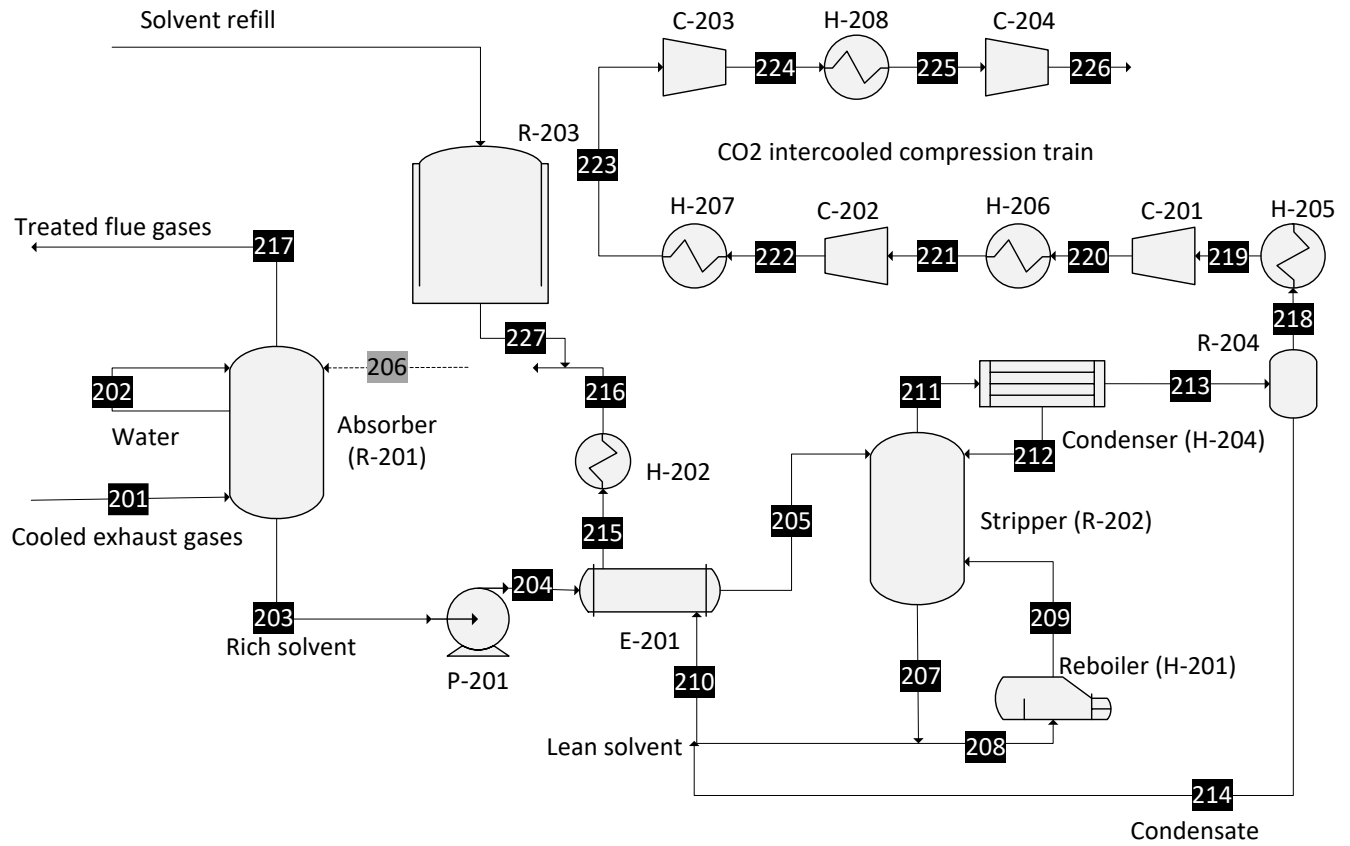 Solvent refill
C-203
H-208
C-204
224
225
226
R-203
CO2 intercooled compression train
223
H-207
C-202
H-206
C-201
H-205
Treated flue gases
217
222
221
220
219
218
227
R-204
206
202
216
211
213
Water
Absorber
(R-201)
Condenser (H-204)
212
H-202
201
Cooled exhaust gases
205
Stripper (R-202)
215
204
203
209
Rich solvent
E-201
P-201
210
207
Reboiler (H-201)
Lean solvent
208
214
Condensate